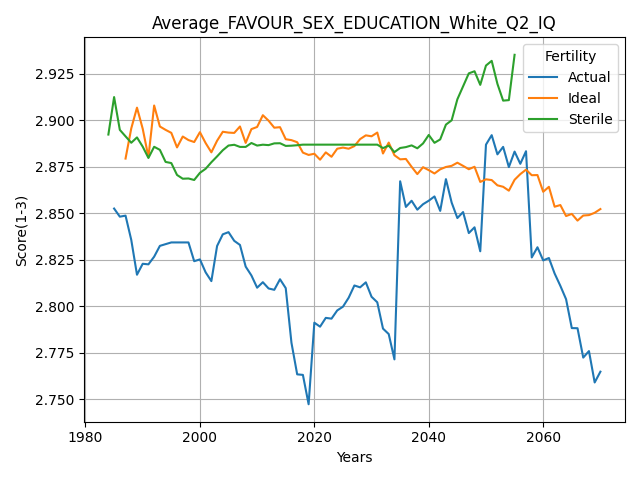 Average_FAVOUR_SEX_EDUCATION_White_Q2_IQ
Score(1-3)
2.925
2.900
2.875
2.850
2.825
2.800
2.775
2.750
Fertility
Actual
Ideal
Sterile
1980 2000 2020 2040 2060
Years